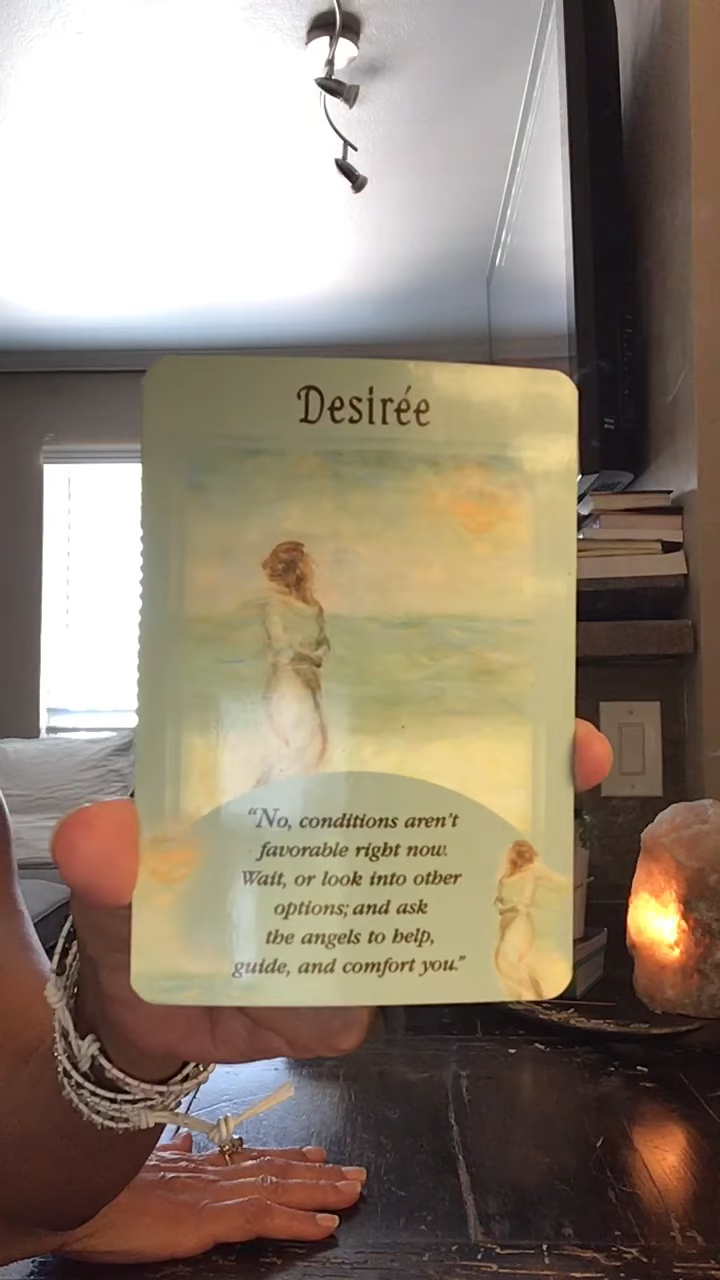 Desirée
“No, conditions aren’t
favorable right now.
Wait, or look into other
options; and ask
the angels to help,
guide, and comfort you.”